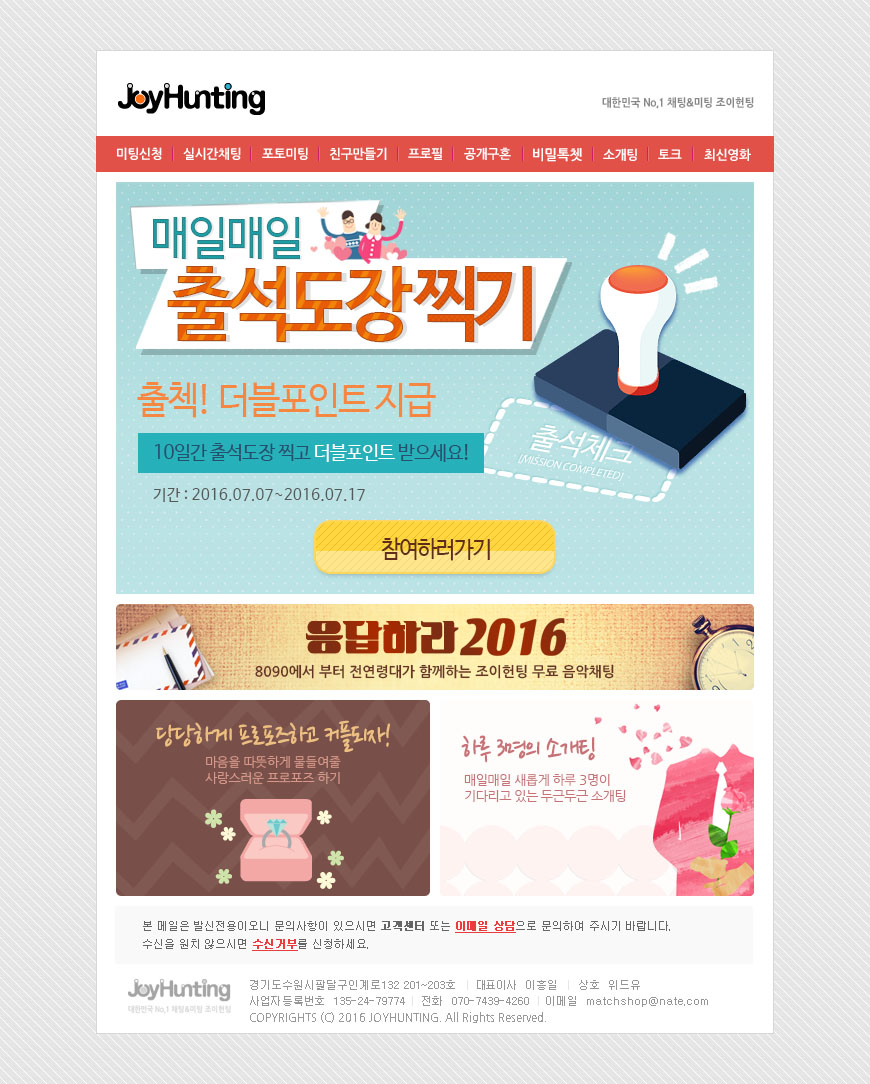 JoyHunting
대한민국 No.1 채팅&미팅 조이헌팅
미팅신청 실시간채팅 포토미팅 친구만들기 프로필 공개구혼 비밀톡쳇 소개팅 토크 최신영화
매일매일
출석도장 찍기
출첵! 더블포인트 지급
10일간 출석도장 찍고 더블포인트 받으세요!
출석체크
[MISSION COMPLETED]
기간 : 2016.07.07~2016.07.17
참여하러가기
응답하라 2016
8090에서 부터 전연령대가 함께하는 조이헌팅 무료 음악채팅
당당하게 프로포즈하고 커플되자!
마음을 따뜻하게 물들여줄
사랑스러운 프로포즈 하기
하루 3명의 소개팅
매일매일 새롭게 하루 3명이
기다리고 있는 두근두근 소개팅
본 메일은 발신전용이오니 문의사항이 있으시면 고객센터 또는 이메일 상담으로 문의하여 주시기 바랍니다.
수신을 원치 않으시면 수신거부를 신청하세요.
JoyHunting
대한민국 No.1 채팅&미팅 조이헌팅
경기도수원시팔달구인계로132 201~203호 | 대표이사 이흥일 | 상호 위드유
사업자등록번호 135-24-79774 | 전화 070-7439-4260 | 이메일 matchshop@nate.com
COPYRIGHTS (C) 2016 JOYHUNTING. All Rights Reserved.